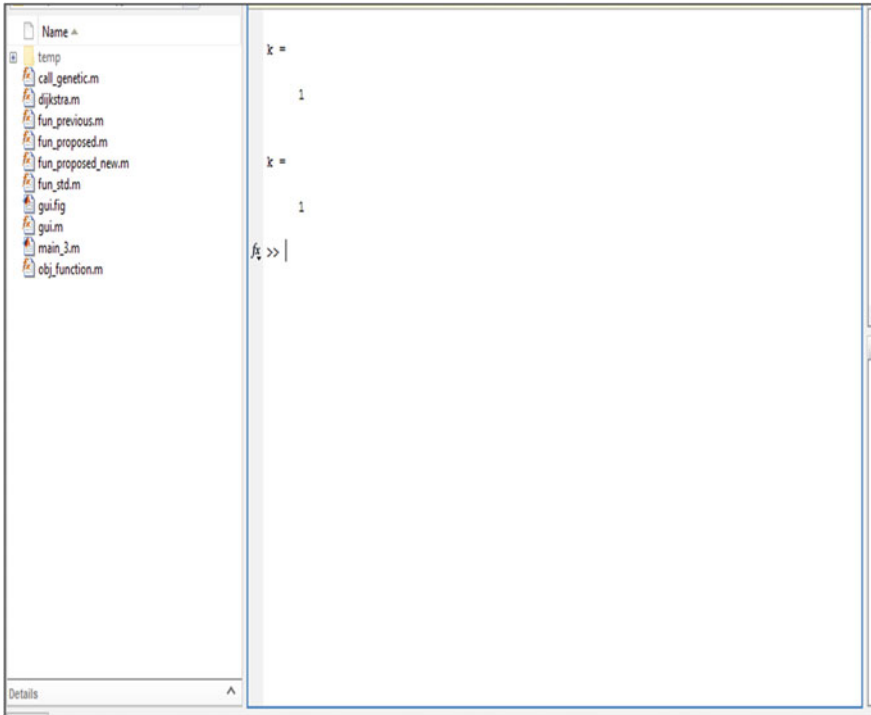 Name
temp
call_genetic.m
dijkstra.m
fun_previous.m
fun_proposed.m
fun_proposed_new.m
fun_std.m
gui.fig
gui.m
main_3.m
obj_function.m
Details
k =
1
k =
1
fx >>